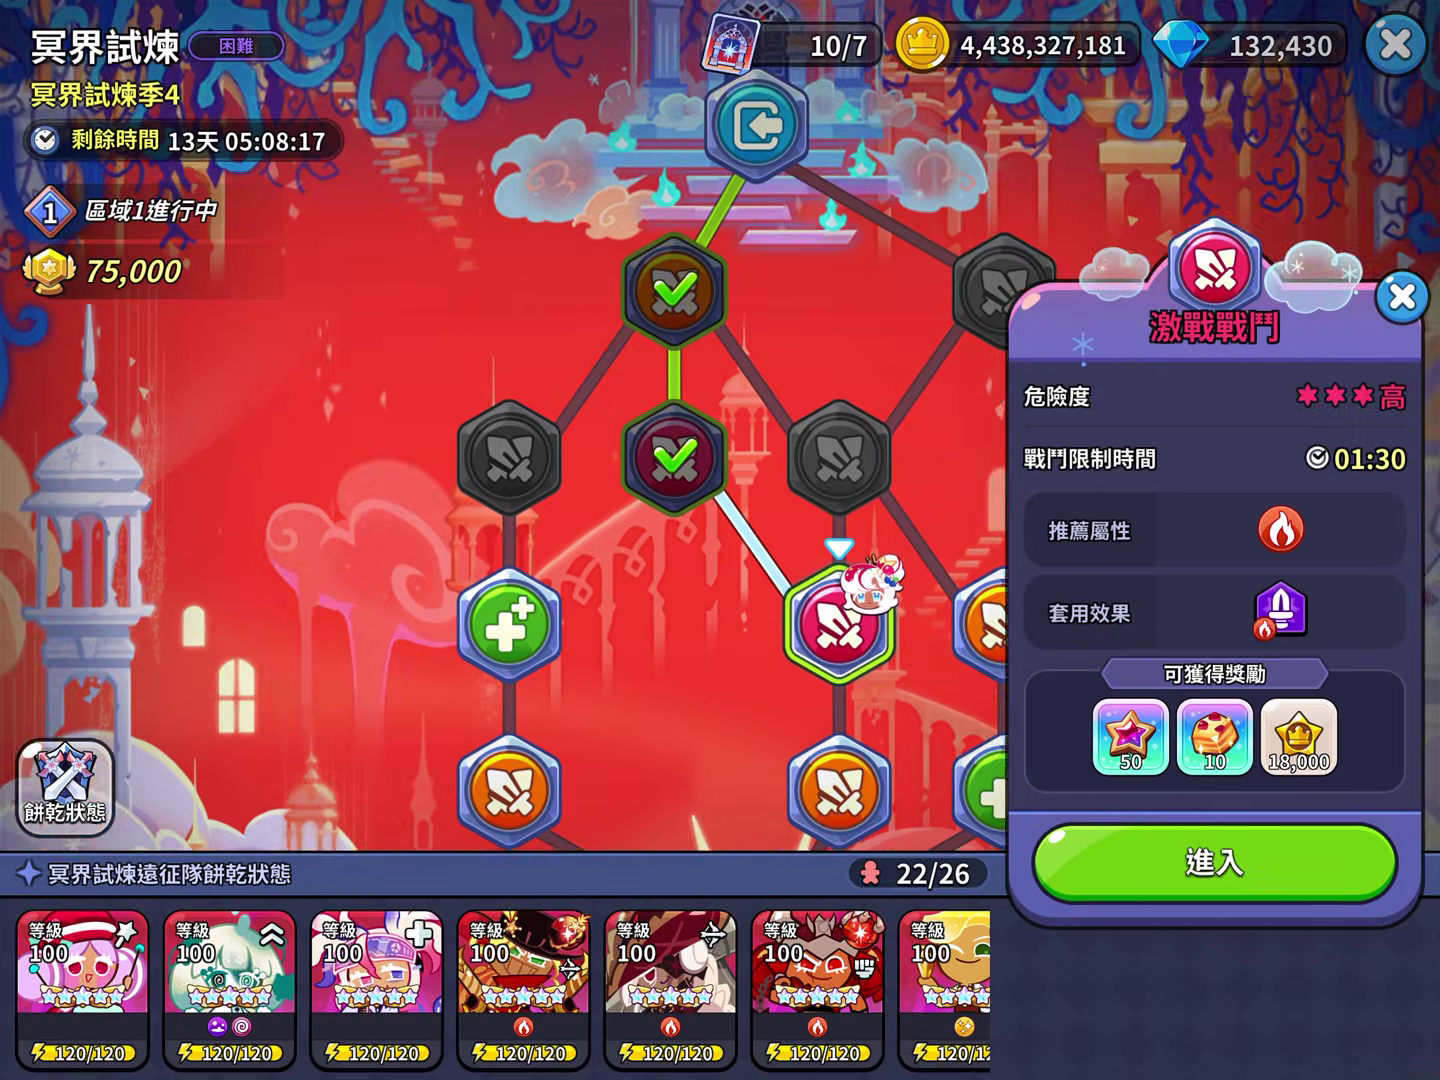 冥界試煉 困難
10/7
4,438,327,181
132,430
冥界試煉季4
剩餘時間 13天 05:08:17
1 區域1進行中
75,000
激戰戰鬥
危險度 高
戰鬥限制時間 01:30
推薦屬性
套用效果
可獲得獎勵
50 10 18,000
進入
餅乾狀態
冥界試煉遠征隊餅乾狀態 22/26
等級 等級 等級 等級 等級 等級 等級
100 100 100 100 100 100 100
120/120 120/120 120/120 120/120 120/120 120/120 120/12